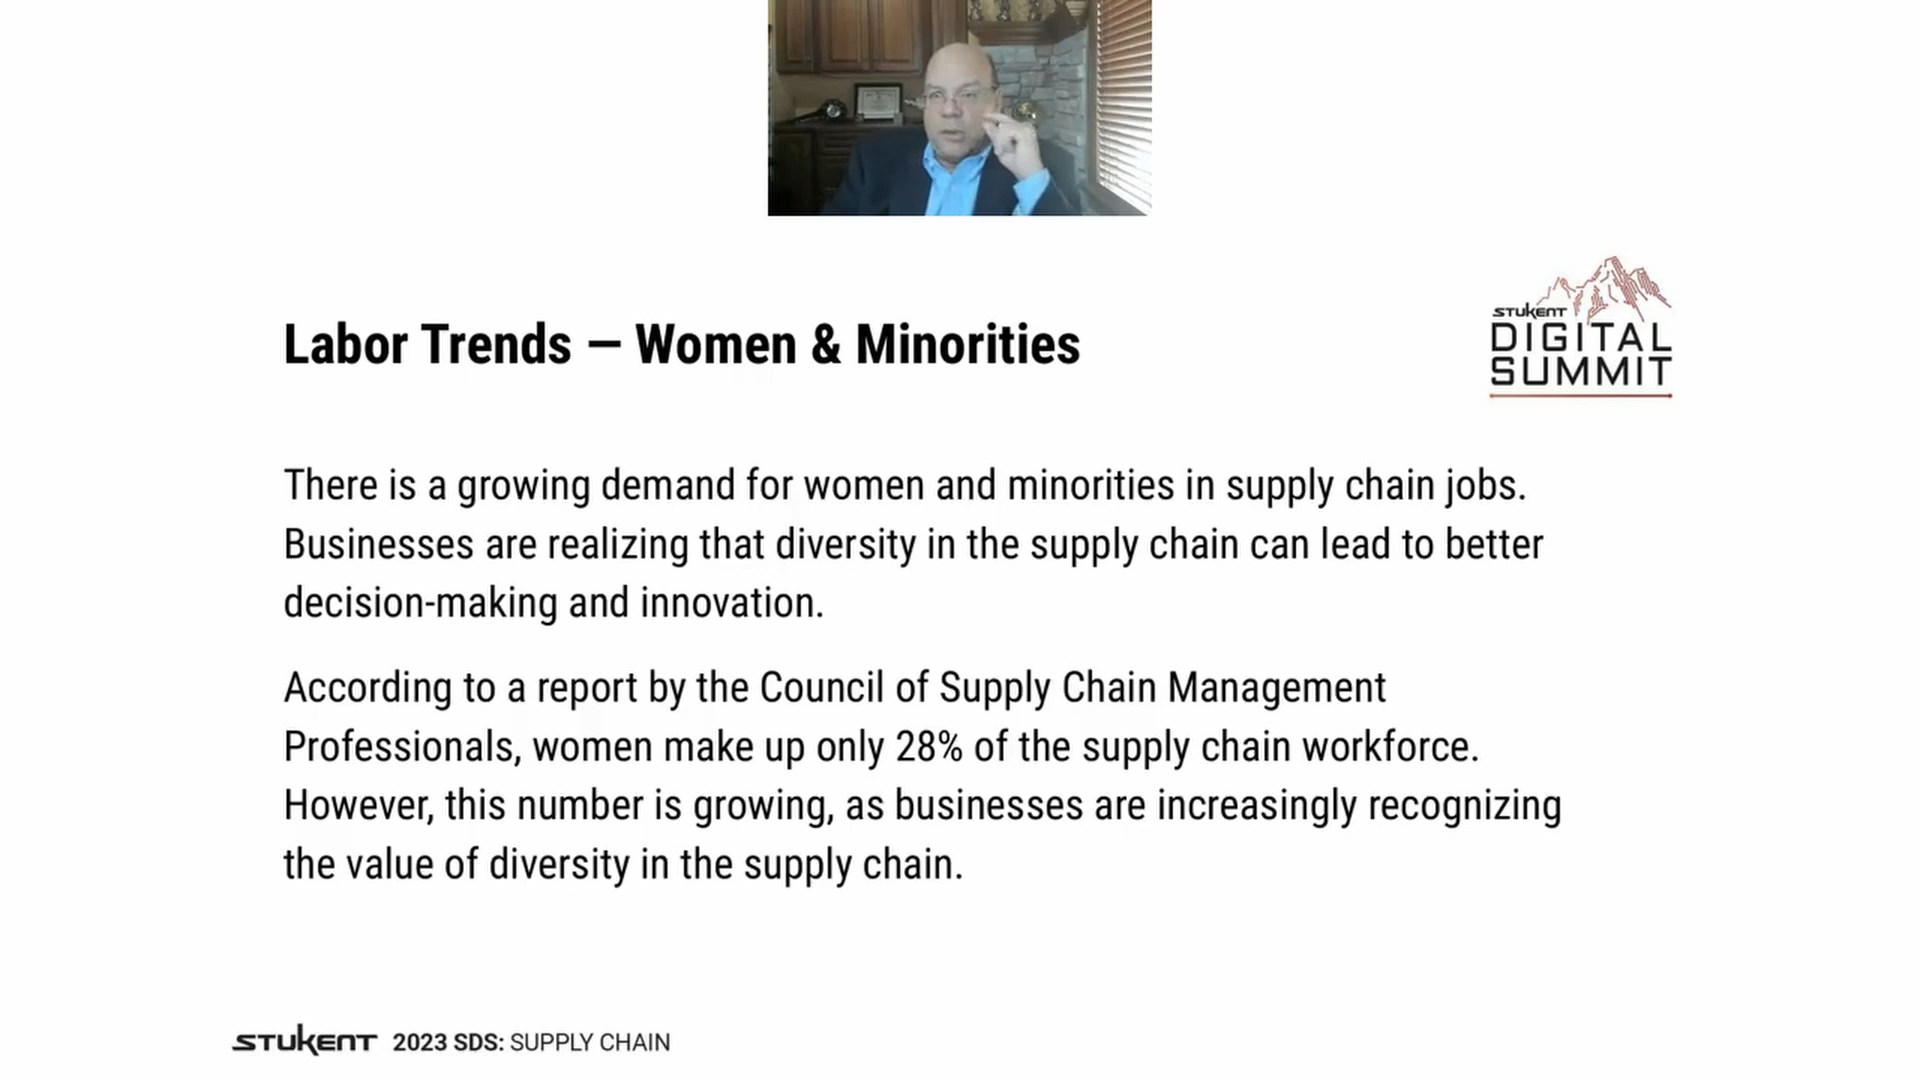 Labor Trends — Women & Minorities
STUKENT
DIGITAL
SUMMIT
There is a growing demand for women and minorities in supply chain jobs.
Businesses are realizing that diversity in the supply chain can lead to better
decision-making and innovation.
According to a report by the Council of Supply Chain Management
Professionals, women make up only 28% of the supply chain workforce.
However, this number is growing, as businesses are increasingly recognizing
the value of diversity in the supply chain.
STUKENT 2023 SDS: SUPPLY CHAIN